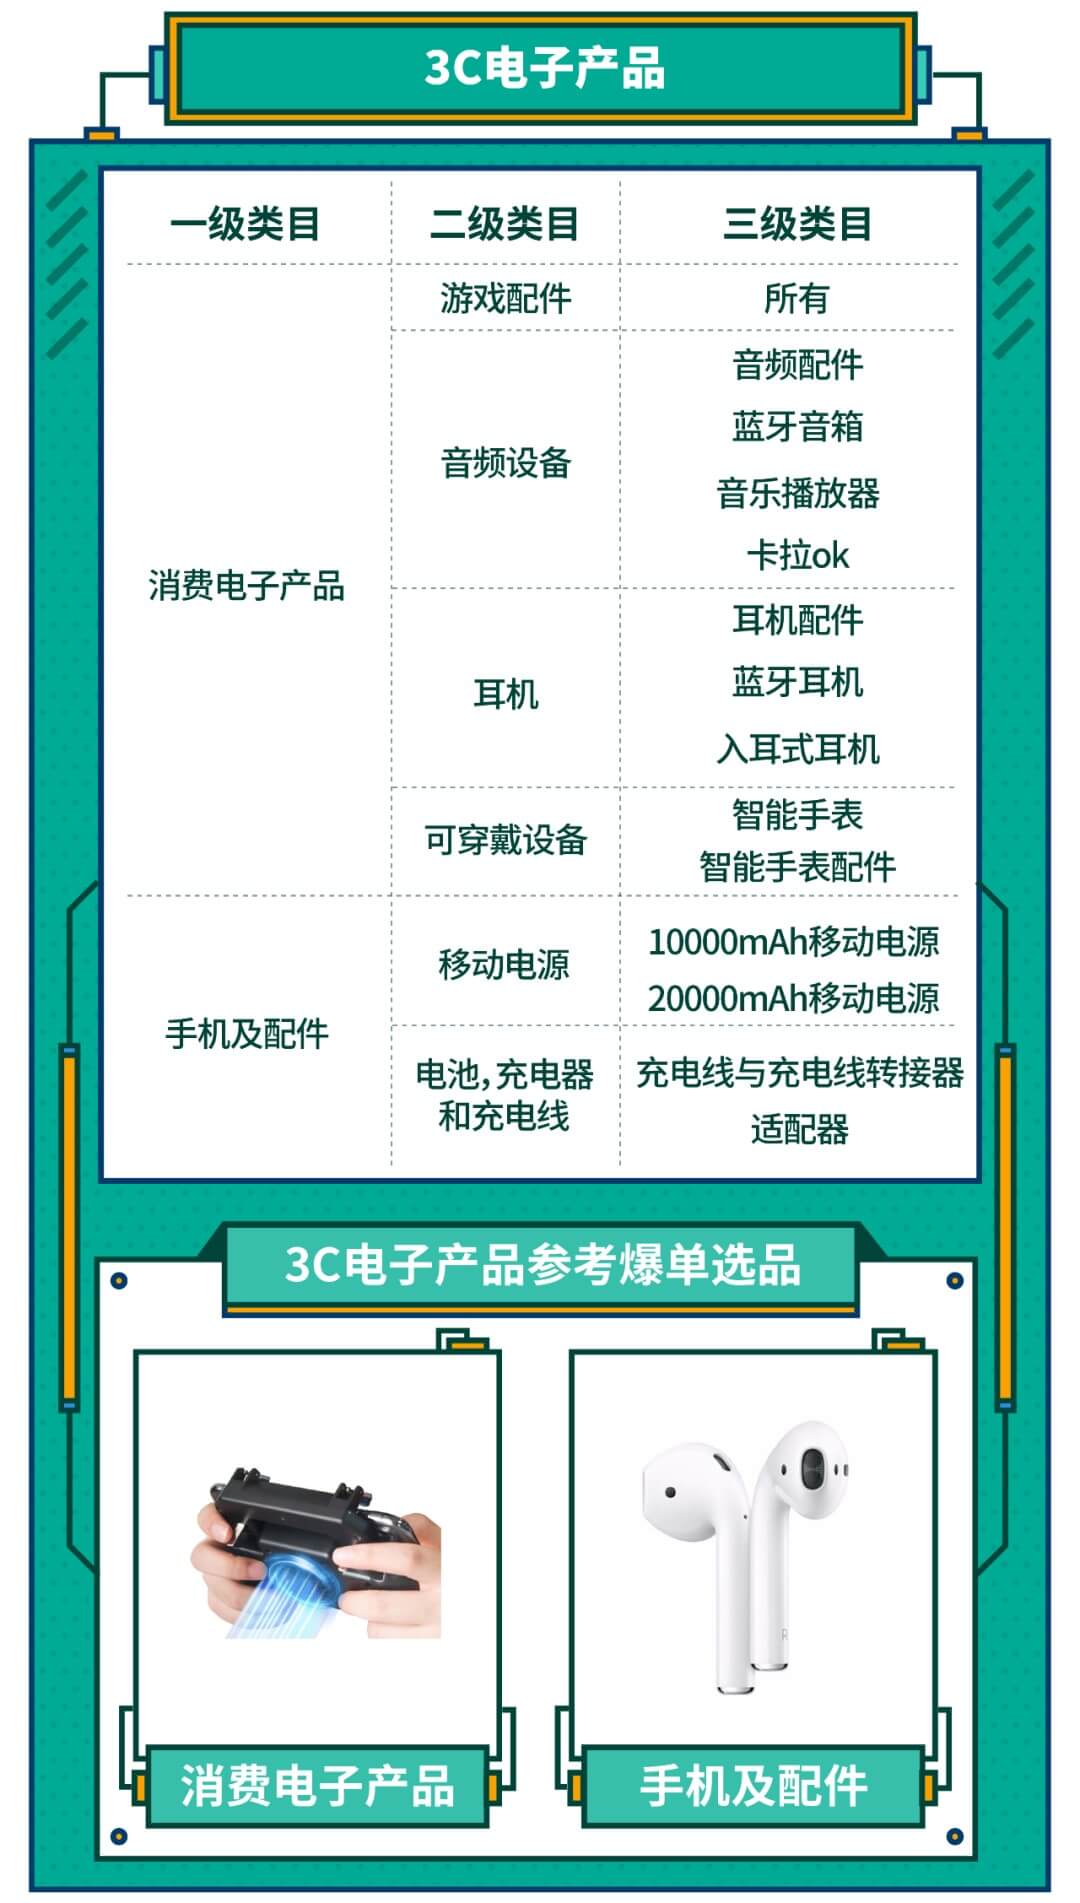 3C电子产品
一级类目 二级类目 三级类目
游戏配件 所有
音频配件
蓝牙音箱
音频设备
音乐播放器
卡拉ok
消费电子产品
耳机配件
蓝牙耳机
耳机
入耳式耳机
智能手表
可穿戴设备
智能手表配件
10000mAh移动电源
移动电源
20000mAh移动电源
手机及配件
电池,充电器
和充电线
充电线与充电线转接器
适配器
3C电子产品参考爆单选品
R
消费电子产品
手机及配件